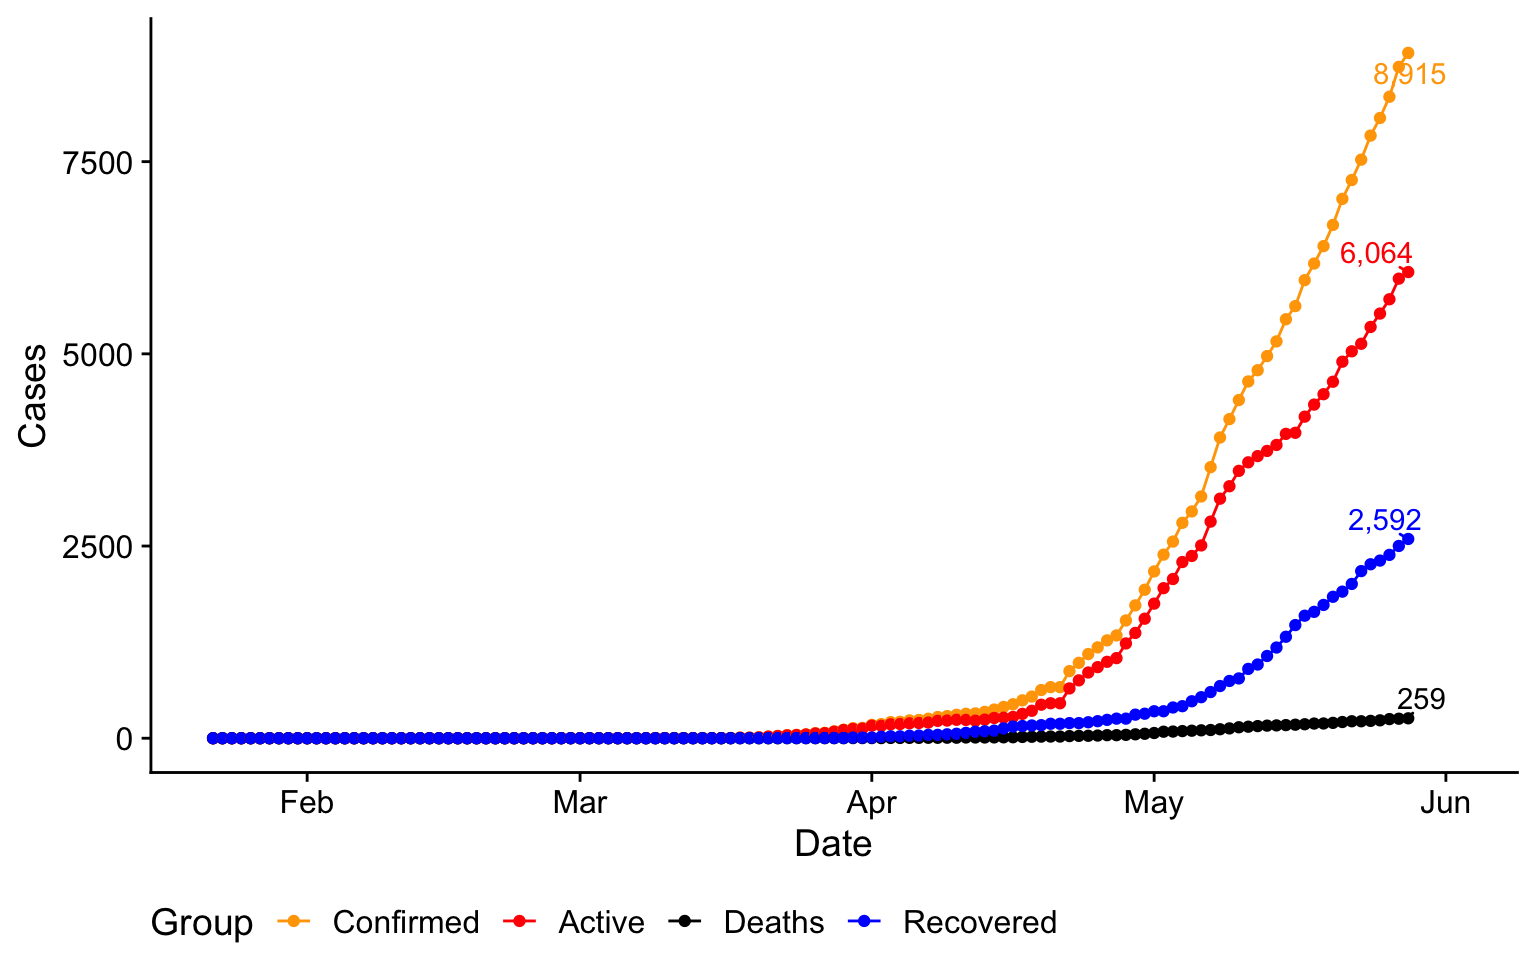 8,915
7500
6,064
5000
Cases
2,592
2500
259
0
Feb Mar Apr May Jun
Date
Group Confirmed Active Deaths Recovered